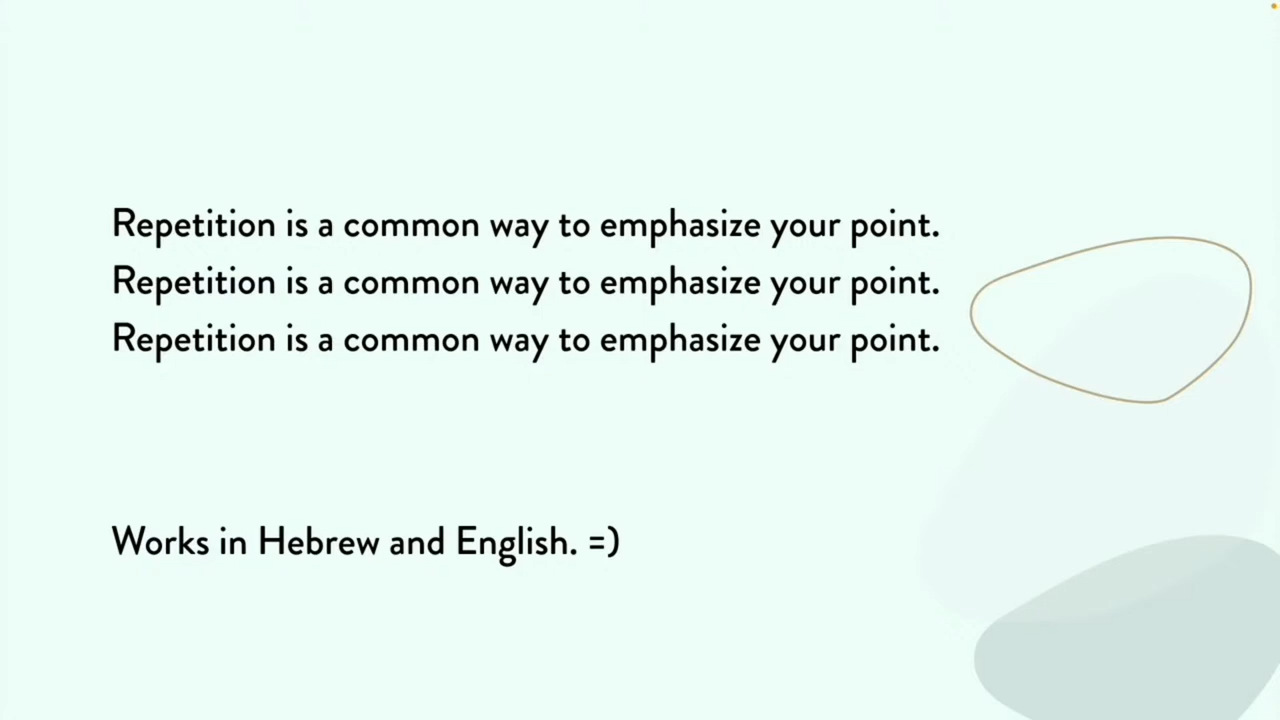 Repetition is a common way to emphasize your point.
Repetition is a common way to emphasize your point.
Repetition is a common way to emphasize your point.
Works in Hebrew and English. =)